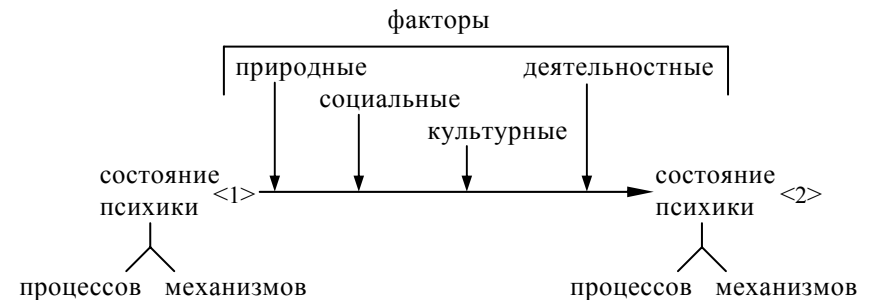 факторы
природные деятельностные
социальные
культурные
состояние психики <1>
состояние психики <2>
процессов механизмов
процессов механизмов